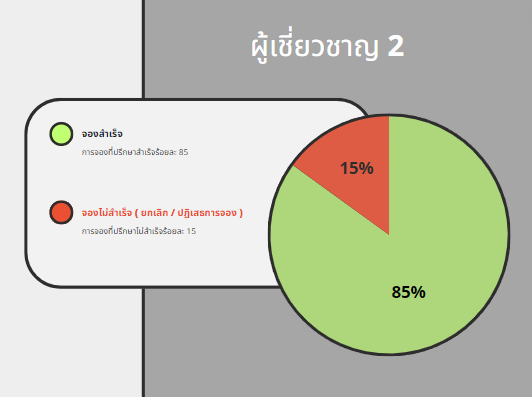 ผู้เชี่ยวชาญ 2
จองสำเร็จ
การจองที่ปรึกษาสำเร็จร้อยละ 85
จองไม่สำเร็จ ( ยกเลิก / ปฏิเสธการจอง )
การจองที่ปรึกษาไม่สำเร็จร้อยละ 15
15%
85%